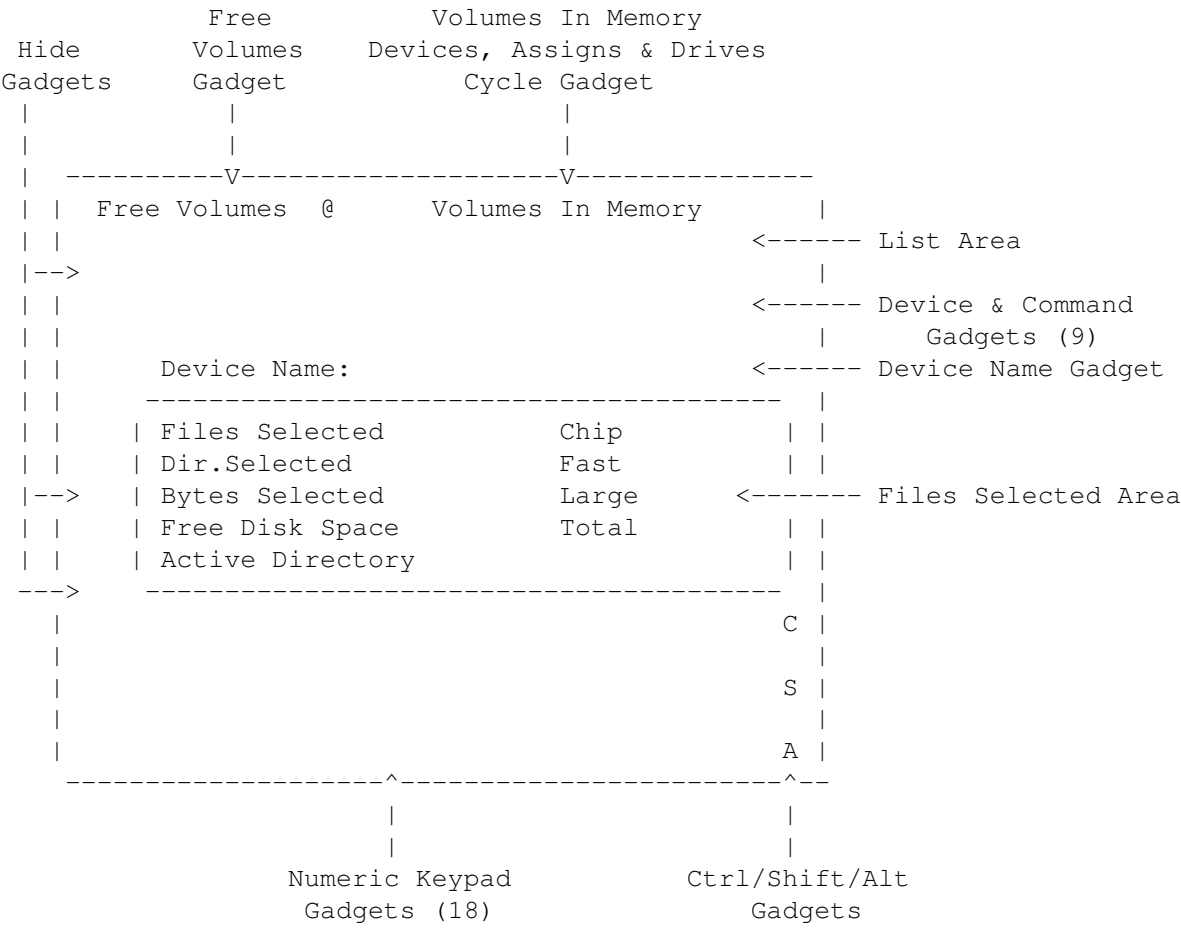 Free Volumes In Memory
Hide Volumes Devices, Assigns & Drives
Gadgets Gadget Cycle Gadget
Free Volumes @ Volumes In Memory
List Area
Device & Command
Gadgets (9)
Device Name: Device Name Gadget
Files Selected Chip
Dir.Selected Fast
Bytes Selected Large Files Selected Area
Free Disk Space Total
Active Directory
C
S
A
Numeric Keypad Ctrl/Shift/Alt
Gadgets (18) Gadgets